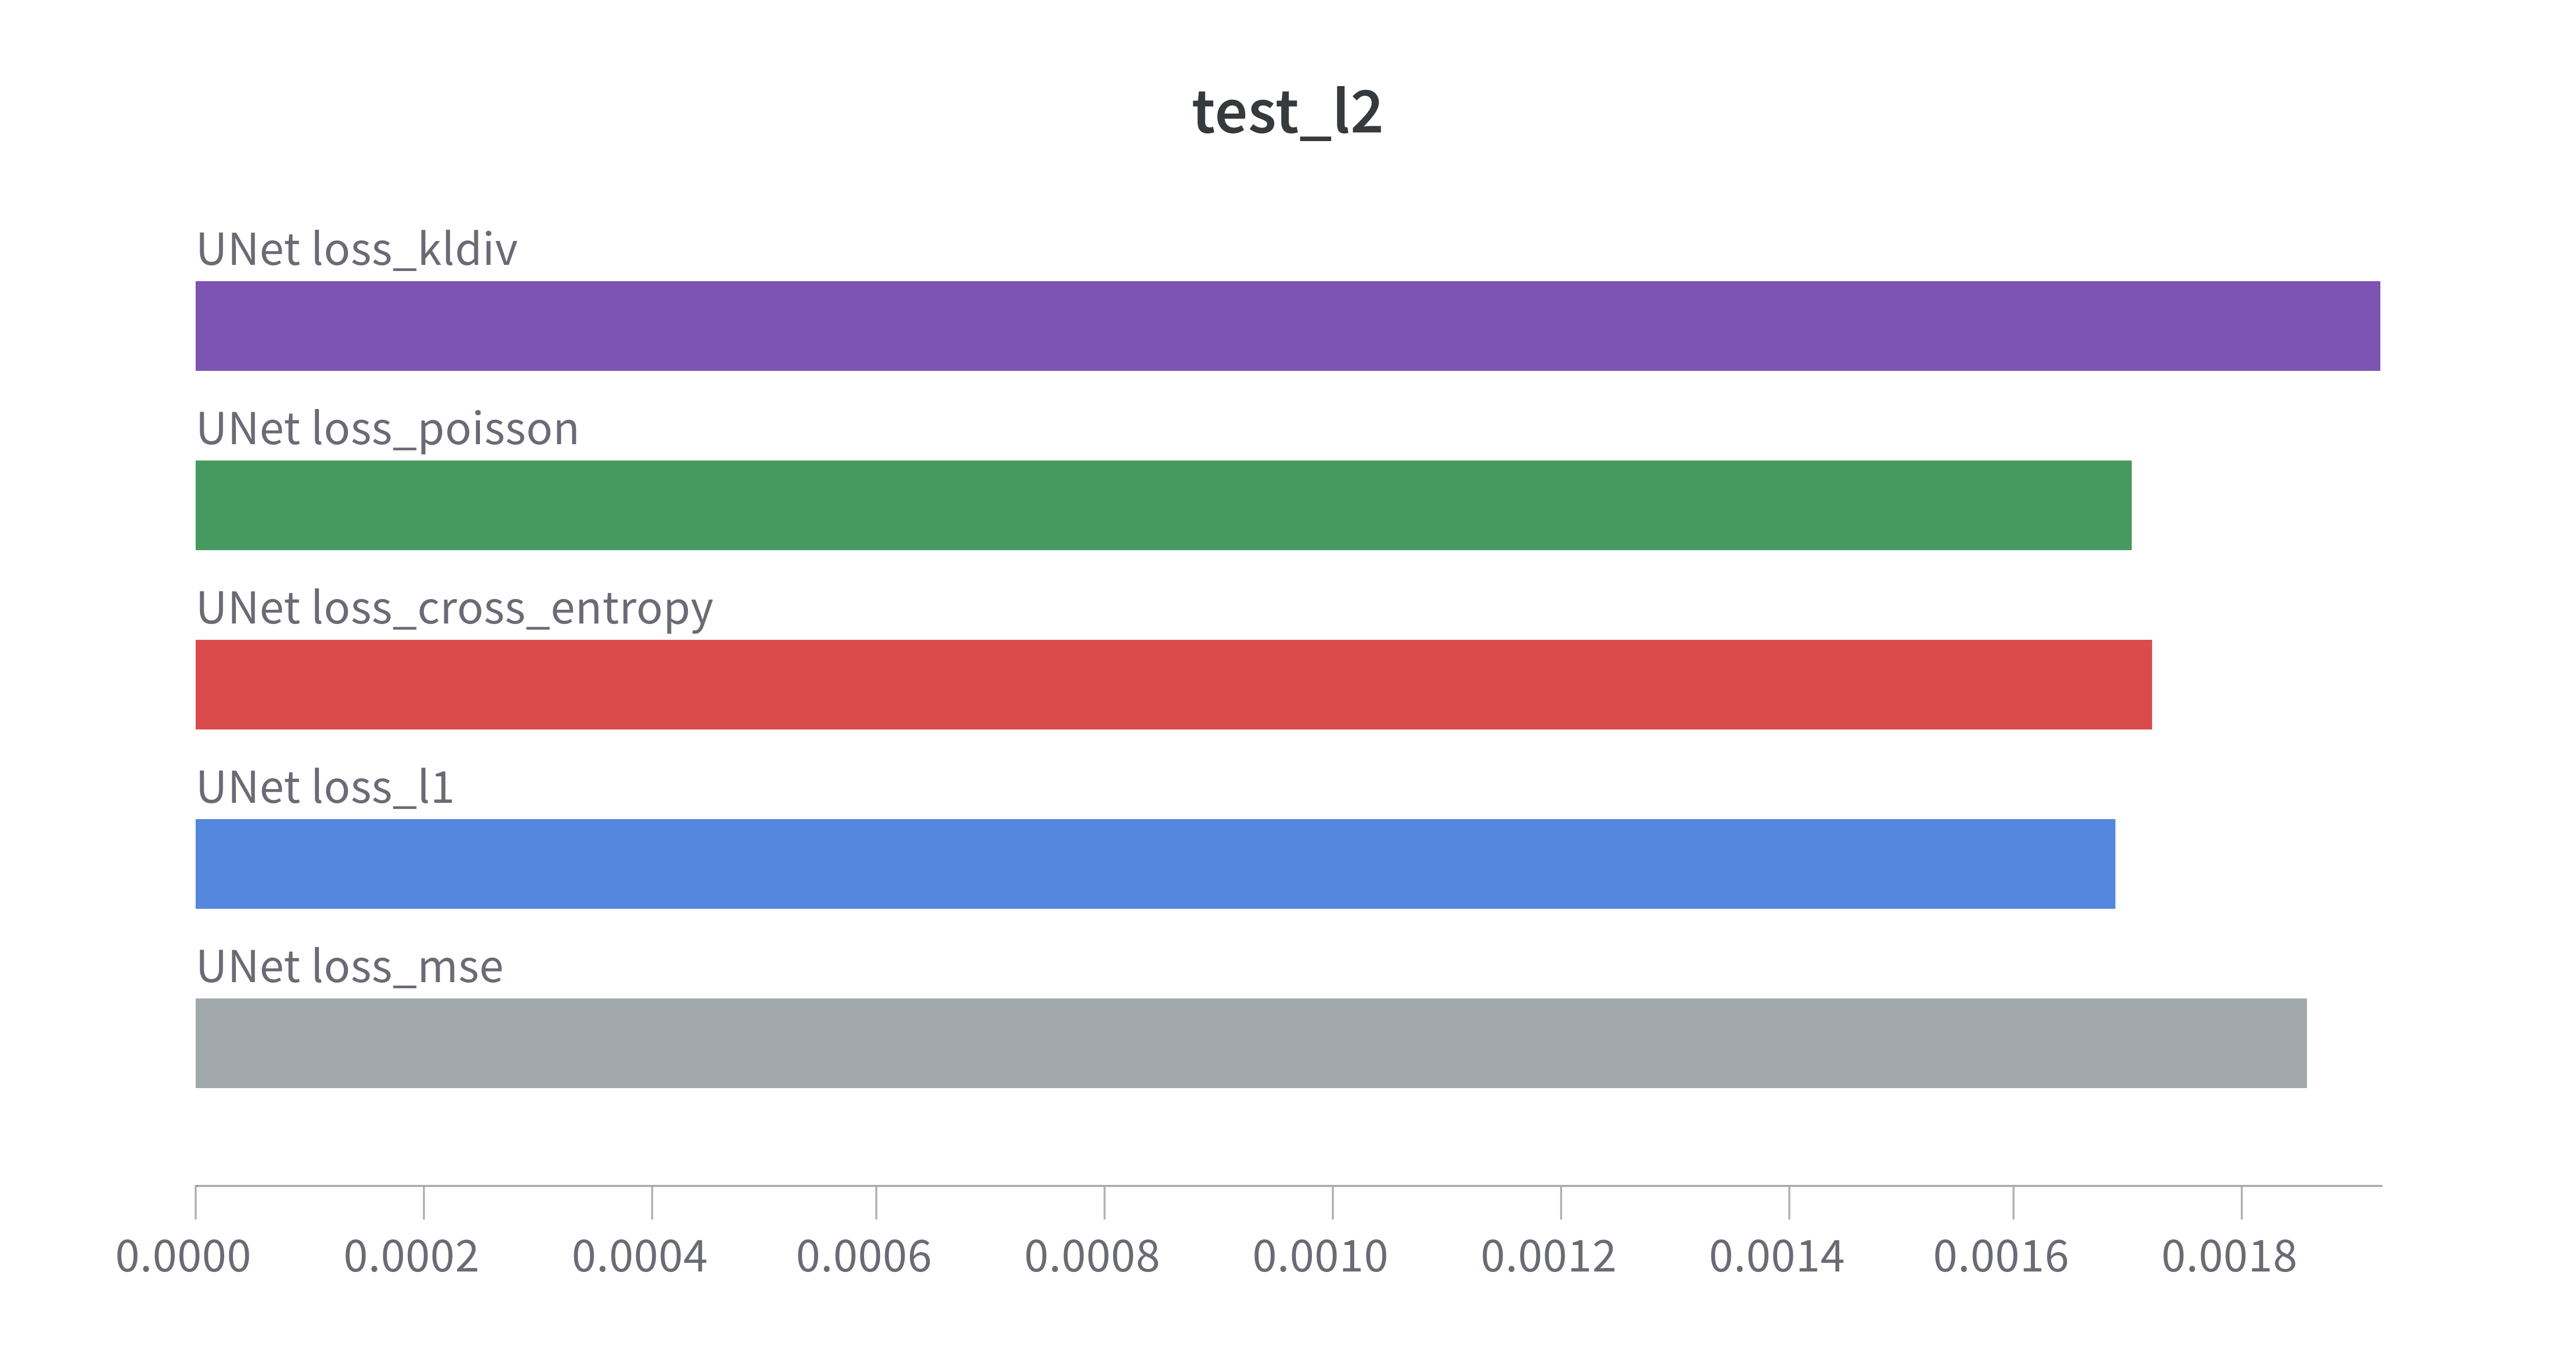 test_l2
UNet loss_kldiv
UNet loss_poisson
UNet loss_cross_entropy
UNet loss_l1
UNet loss_mse
0.0000 0.0002 0.0004 0.0006 0.0008 0.0010 0.0012 0.0014 0.0016 0.0018